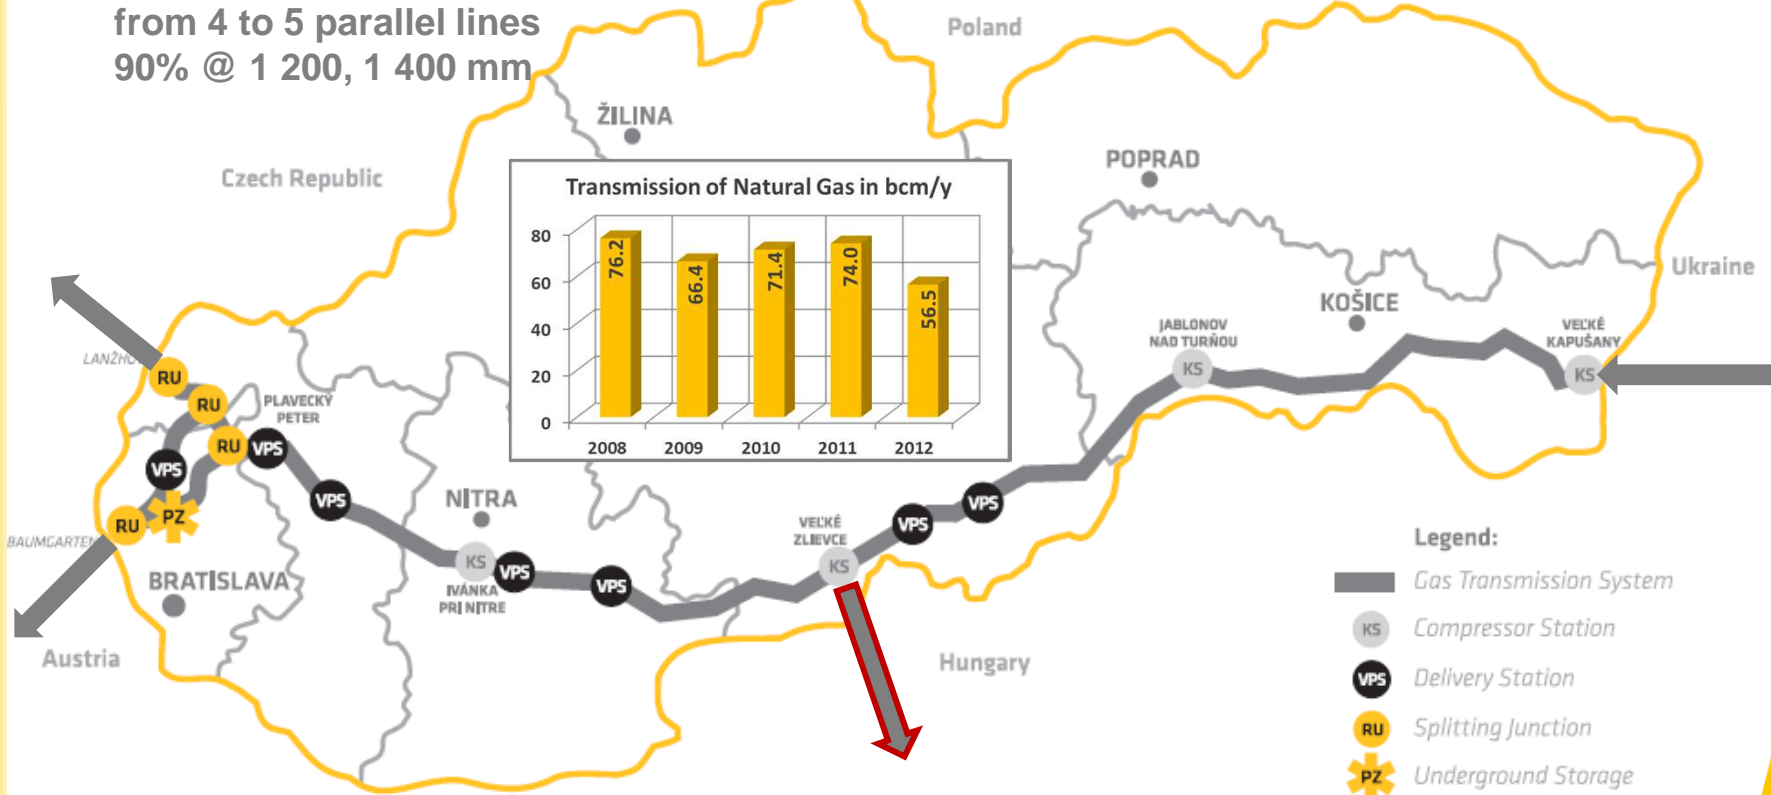 from 4 to 5 parallel lines
90% @ 1 200, 1 400 mm
Poland
ŽILINA
Czech Republic
POPRAD
Transmission of Natural Gas in bcm/y
80
60
40
20
0
76.2
66.4
71.4
74.0
56.5
2008 2009 2010 2011 2012
Ukraine
KOŠICE
JABLONOV
NAD TURŇOU
KS
VEĽKÉ
KAPUŠANY
KS
RU
RU
PLAVECKÝ
PETER
RU
VPS
VPS
VPS
NITRA
PZ
RU
BAUMGARTEN
BRATISLAVA
KS
IVÁNKA
PRI NITRE
VPS
VPS
VEĽKÉ
ZLIEVCE
KS
VPS
VPS
Austria
Hungary
Legend:
Gas Transmission System
KS Compressor Station
VPS Delivery Station
RU Splitting Junction
PZ Underground Storage